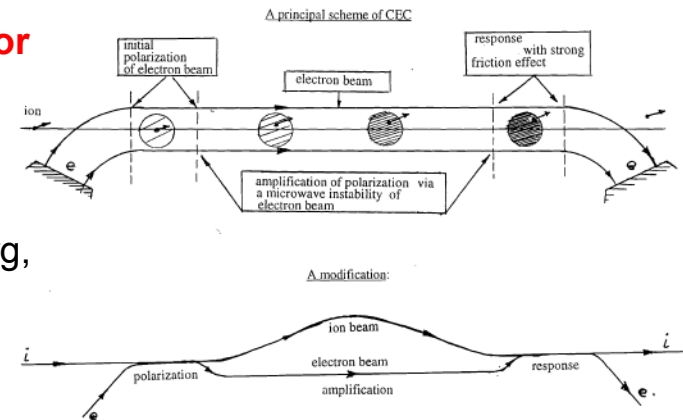 A principal scheme of CEC
or
initial
polarization
of electron beam
electron beam
response
with strong
friction effect
ion
e
e
amplification of polarization via
a microwave instability of
electron beam
rg,
A modification:
ion beam
i
i
electron beam
polarization
response
amplification
e
e.